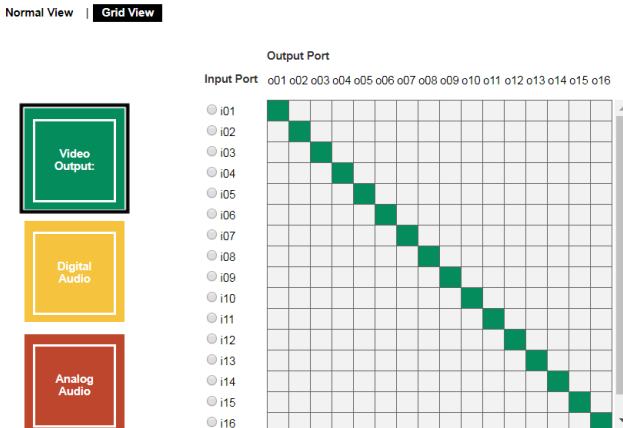 Normal View | Grid View
Output Port
Input Port o01 o02 o03 o04 o05 o06 o07 o08 o09 o10 o11 o12 o13 o14 o15 o16
i01
i02
i03
i04
i05
i06
i07
i08
i09
i10
i11
i12
i13
i14
i15
i16
Video
Output:
Digital
Audio
Analog
Audio